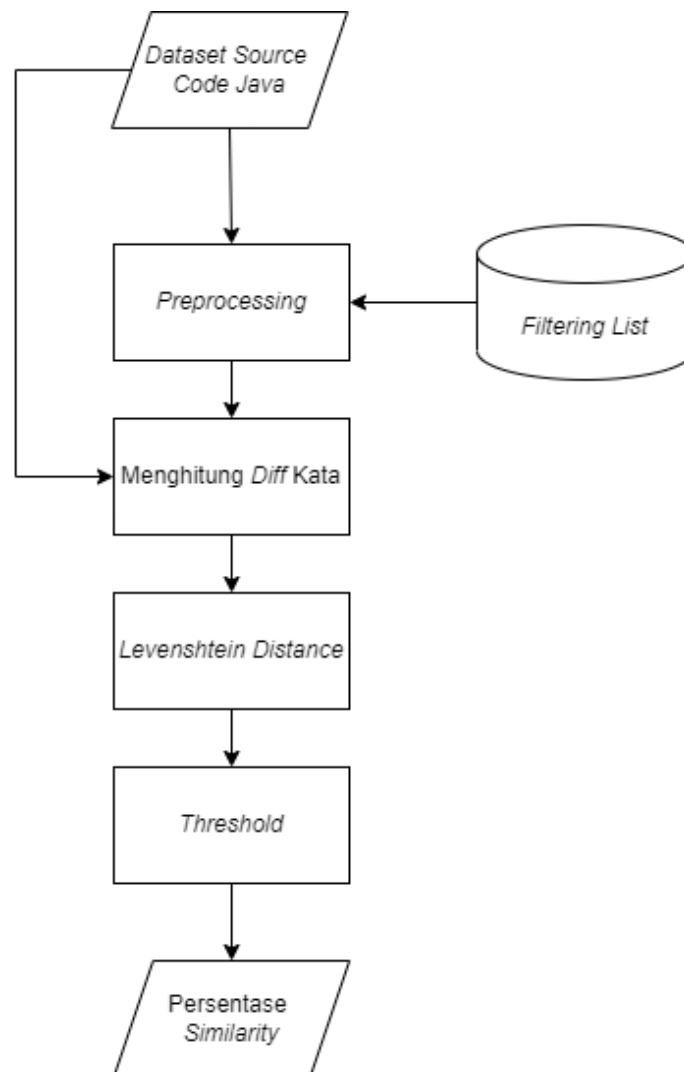 Dataset Source
Code Java
Preprocessing
Filtering List
Menghitung Diff Kata
Levenshtein Distance
Threshold
Persentase
Similarity